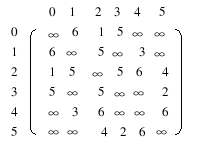 0 1 2 3 4 5
0 ∞ 6 1 5 ∞ ∞
1 6 ∞ 5 ∞ 3 ∞
2 1 5 ∞ 5 6 4
3 5 ∞ 5 ∞ ∞ 2
4 ∞ 3 6 ∞ ∞ 6
5 ∞ ∞ 4 2 6 ∞